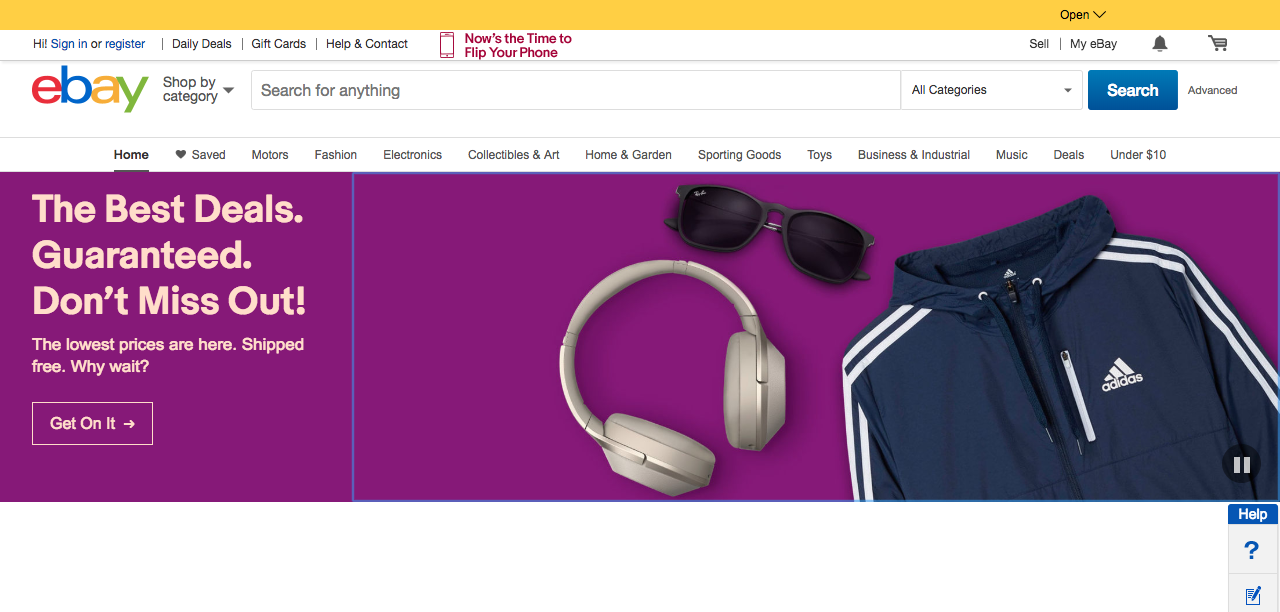 Open
Hi! Sign in or register | Daily Deals | Gift Cards | Help & Contact
Now's the Time to
Flip Your Phone
Sell | My eBay
ebay
Shop by
category
Search for anything
All Categories
Search
Advanced
Home Saved Motors Fashion Electronics Collectibles & Art Home & Garden Sporting Goods Toys Business & Industrial Music Deals Under $10
The Best Deals.
Guaranteed.
Don't Miss Out!
The lowest prices are here. Shipped
free. Why wait?
Get On It →
Ray-Ban
adidas
Help
?